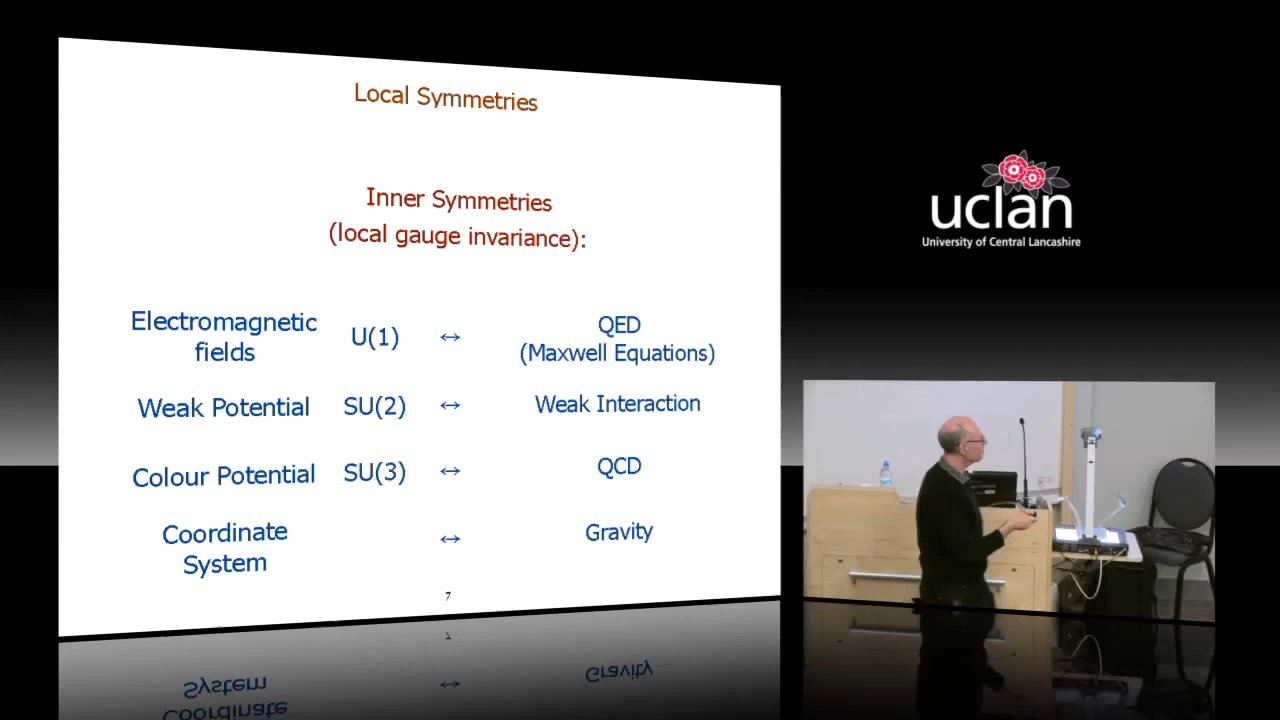 Local Symmetries
Inner Symmetries
(local gauge invariance):
Electromagnetic fields U(1) ↔ QED (Maxwell Equations)
Weak Potential SU(2) ↔ Weak Interaction
Colour Potential SU(3) ↔ QCD
Coordinate System ↔ Gravity
7
uclan
University of Central Lancashire